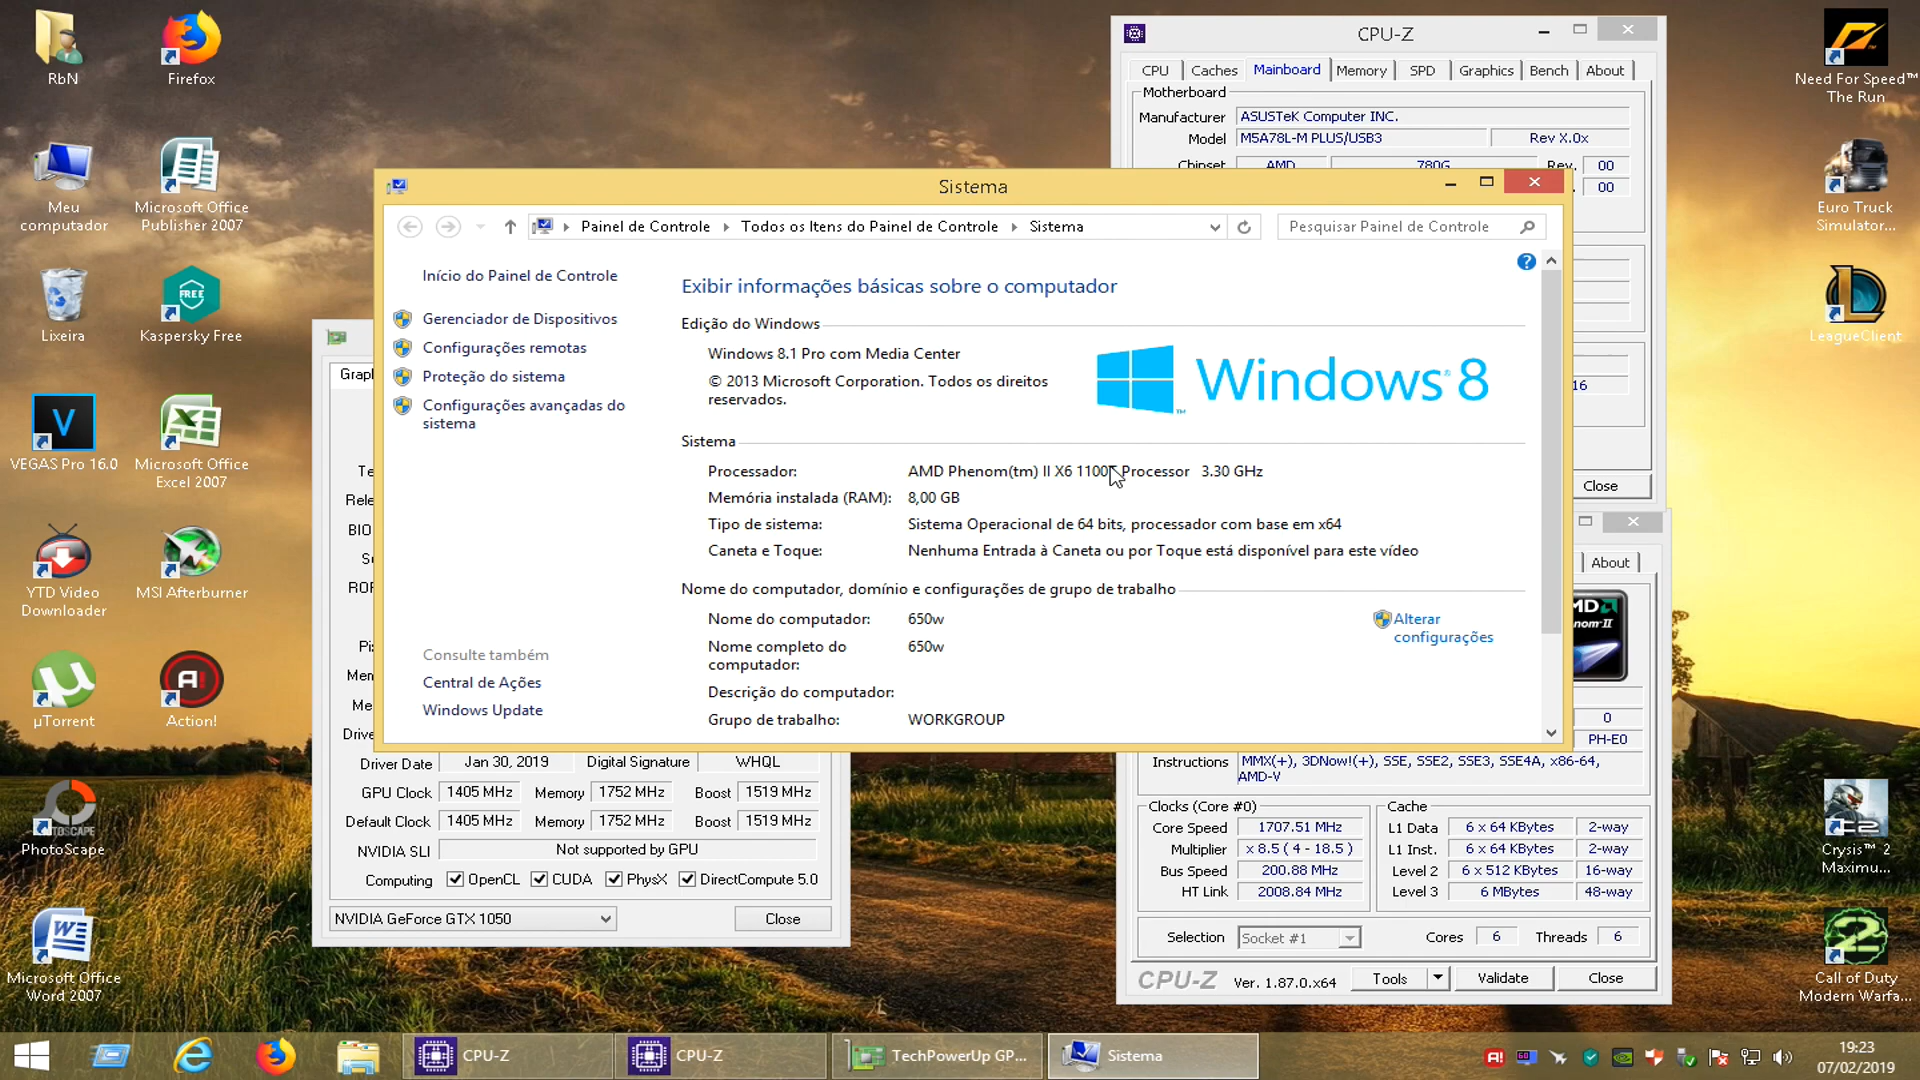 RbN
Firefox
Meu
computador
Microsoft Office
Publisher 2007
Lixeira
FREE
Kaspersky Free
V
VEGAS Pro 16.0
Microsoft Office
Excel 2007
YTD Video
Downloader
MSI Afterburner
µTorrent
Action!
PhotoScape
Microsoft Office
Word 2007
Need For Speed™
The Run
Euro Truck
Simulator...
LeagueClient
Crysis™ 2
Maximu...
Call of Duty
Modern Warfa...
CPU-Z
CPU
Caches
Mainboard
Memory
SPD
Graphics
Bench
About
Motherboard
Manufacturer
ASUSTeK Computer INC.
Model
M5A78L-M PLUS/USB3
Rev X.0x
Chipset
AMD
780G
Rev.
00
00
16
Close
Sistema
Painel de Controle
Todos os Itens do Painel de Controle
Sistema
Pesquisar Painel de Controle
Início do Painel de Controle
Gerenciador de Dispositivos
Configurações remotas
Proteção do sistema
Configurações avançadas do
sistema
Consulte também
Central de Ações
Windows Update
Exibir informações básicas sobre o computador
Edição do Windows
Windows 8.1 Pro com Media Center
© 2013 Microsoft Corporation. Todos os direitos
reservados.
Windows 8
Sistema
Processador: AMD Phenom(tm) II X6 1100T Processor 3.30 GHz
Memória instalada (RAM): 8,00 GB
Tipo de sistema: Sistema Operacional de 64 bits, processador com base em x64
Caneta e Toque: Nenhuma Entrada à Caneta ou por Toque está disponível para este vídeo
Nome do computador, domínio e configurações de grupo de trabalho
Nome do computador: 650w
Alterar
configurações
Nome completo do 650w
computador:
Descrição do computador:
Grupo de trabalho: WORKGROUP
Driver Date Jan 30, 2019 Digital Signature WHQL
GPU Clock 1405 MHz Memory 1752 MHz Boost 1519 MHz
Default Clock 1405 MHz Memory 1752 MHz Boost 1519 MHz
NVIDIA SLI Not supported by GPU
Computing OpenCL CUDA PhysX DirectCompute 5.0
NVIDIA GeForce GTX 1050
Close
About
0
PH-E0
Instructions MMX(+), 3DNow!(+), SSE, SSE2, SSE3, SSE4A, x86-64,
AMD-V
Clocks (Core #0)
Core Speed 1707.51 MHz
Multiplier x 8.5 ( 4 - 18.5 )
Bus Speed 200.88 MHz
HT Link 2008.84 MHz
Cache
L1 Data 6 x 64 KBytes 2-way
L1 Inst. 6 x 64 KBytes 2-way
Level 2 6 x 512 KBytes 16-way
Level 3 6 MBytes 48-way
Selection Socket #1 Cores 6 Threads 6
CPU-Z Ver. 1.87.0.x64 Tools Validate Close
CPU-Z
CPU-Z
TechPowerUp GP...
Sistema
19:23
07/02/2019